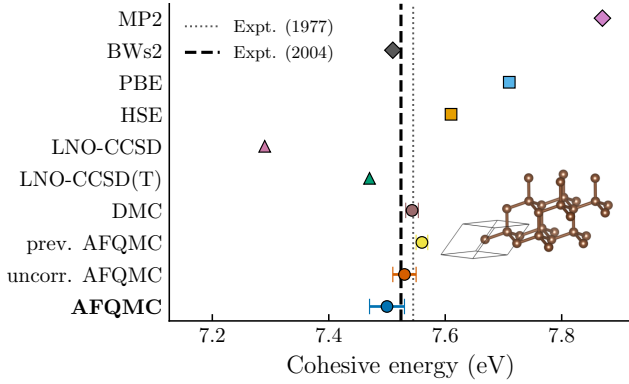 MP2
BWs2
PBE
HSE
LNO-CCSD
LNO-CCSD(T)
DMC
prev. AFQMC
uncorr. AFQMC
AFQMC
Expt. (1977)
Expt. (2004)
7.2 7.4 7.6 7.8
Cohesive energy (eV)